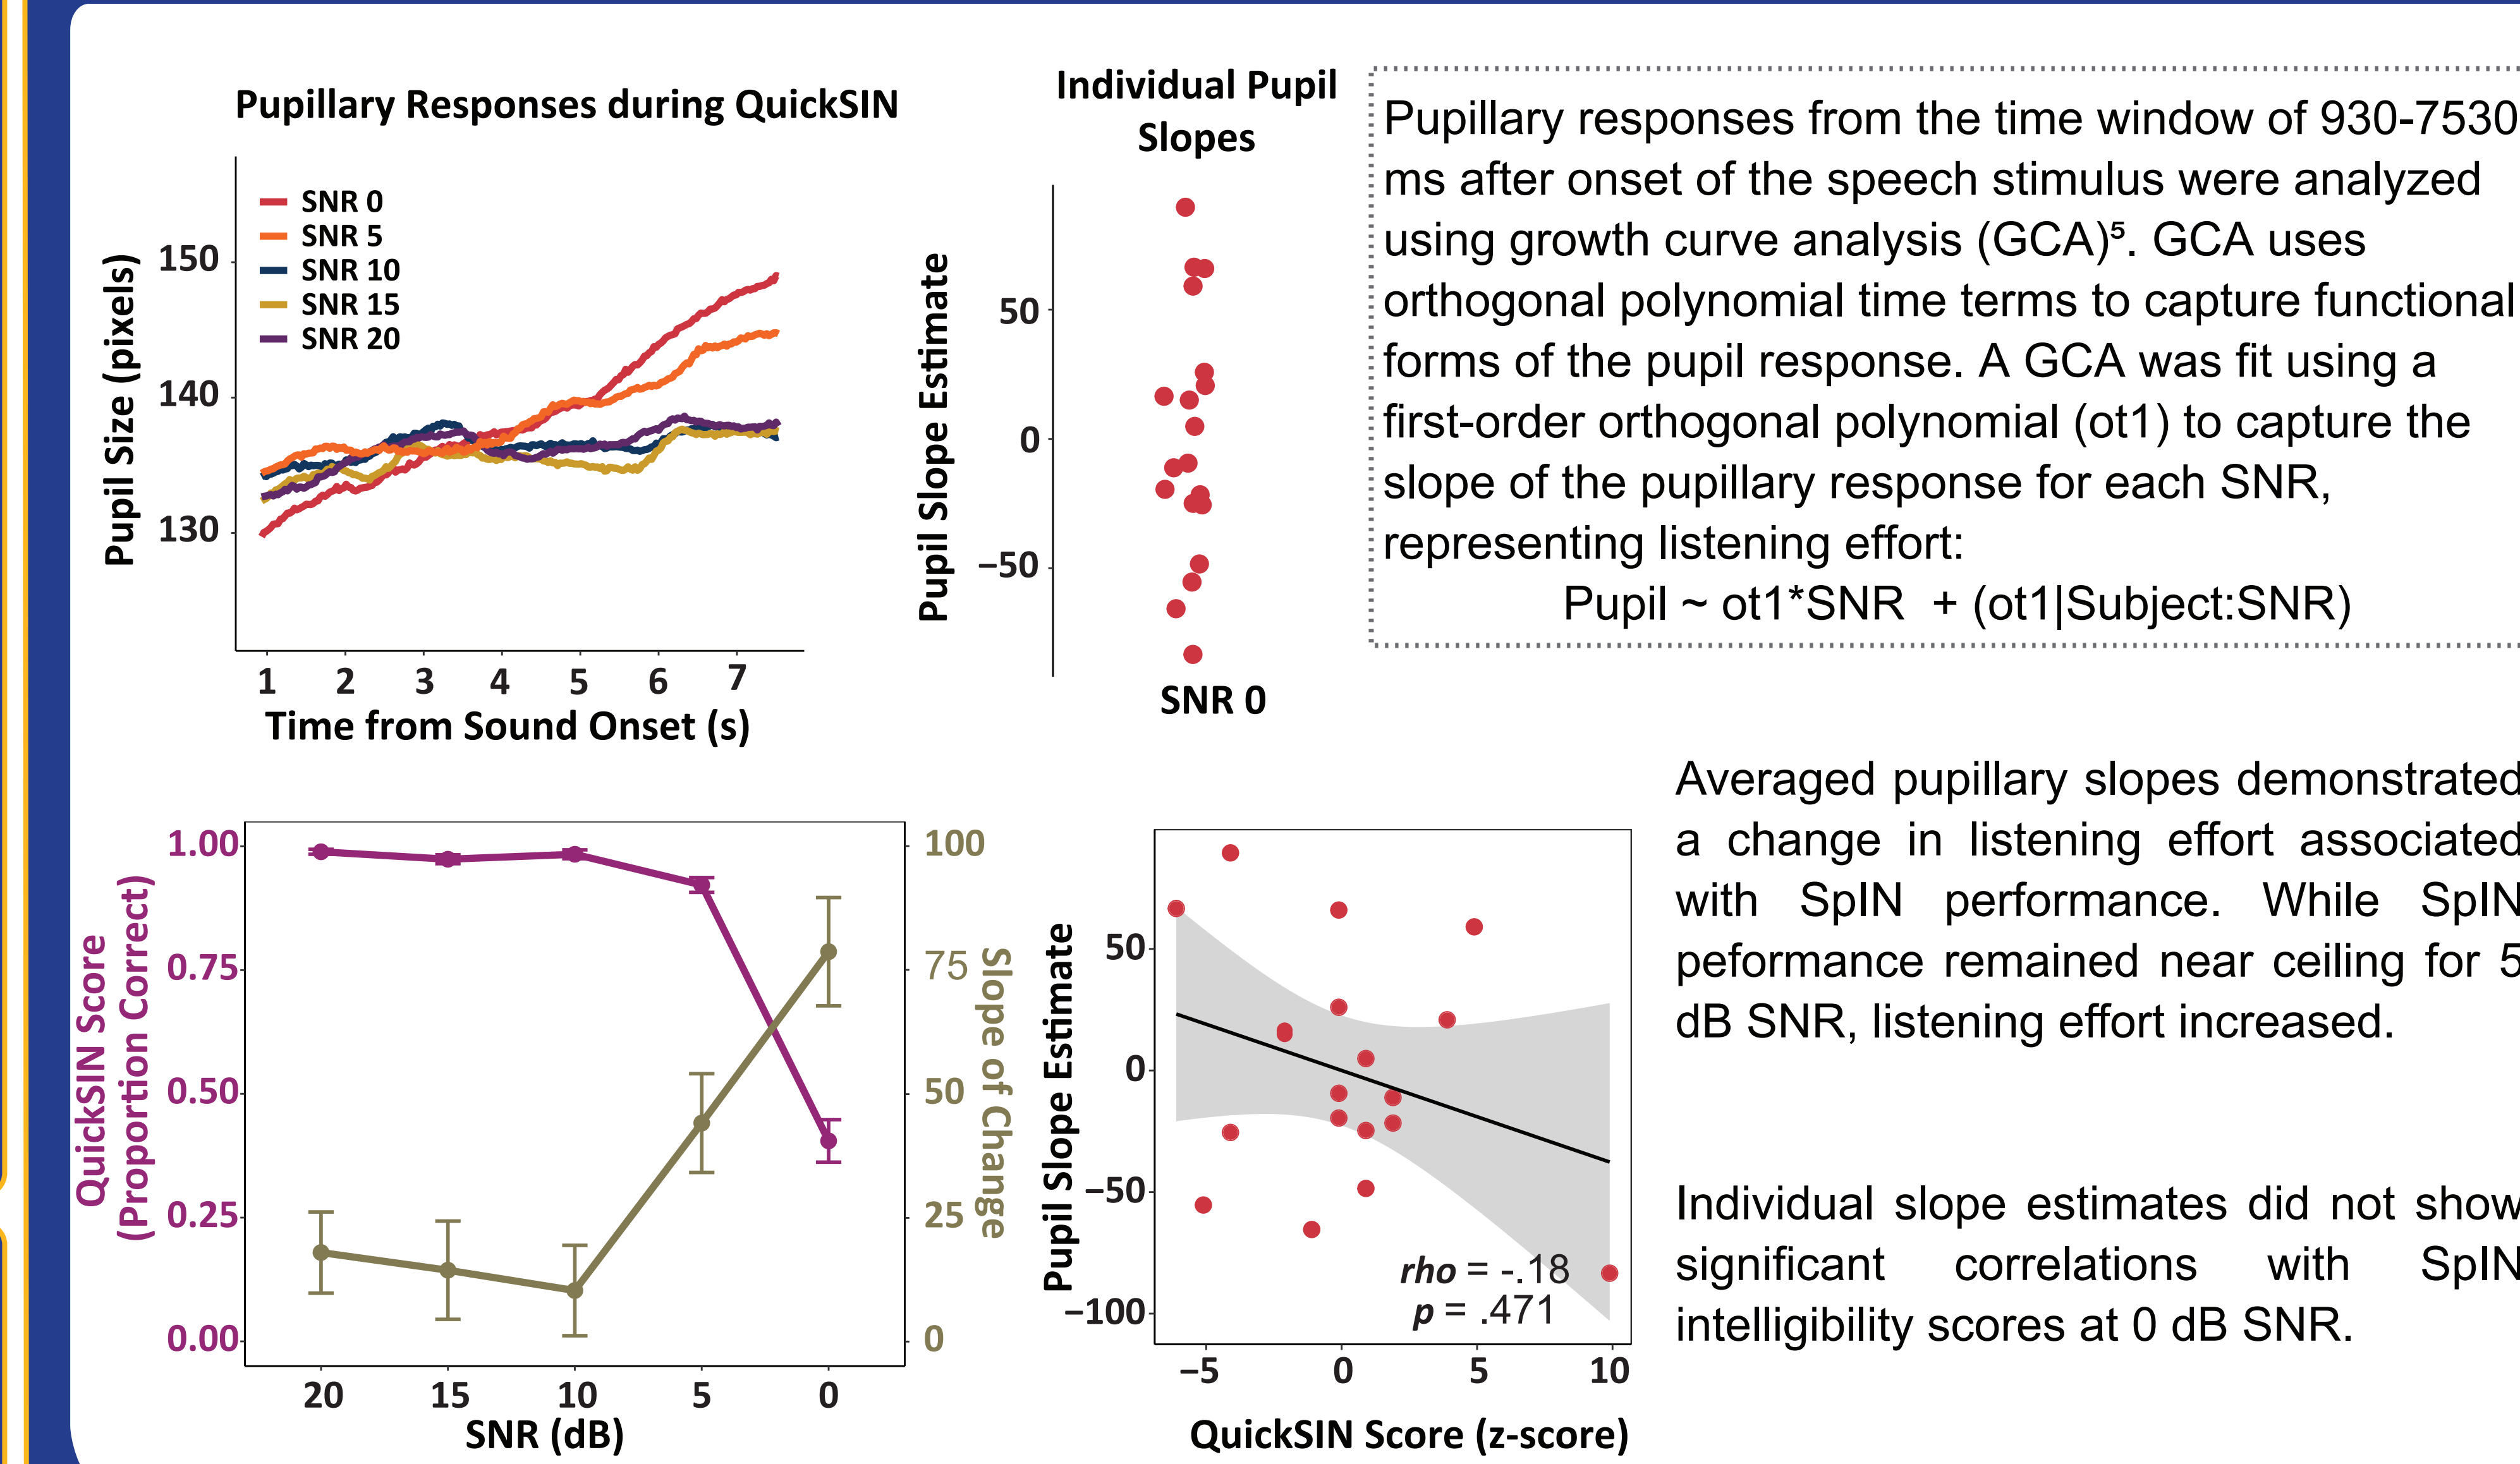 Pupillary Responses during QuickSIN
SNR 0
SNR 5
SNR 10
SNR 15
SNR 20
Pupil Size (pixels)
150
140
130
1 2 3 4 5 6 7
Time from Sound Onset (s)
Individual Pupil
Slopes
Pupil Slope Estimate
50
0
−50
SNR 0
Pupillary responses from the time window of 930-7530
ms after onset of the speech stimulus were analyzed
using growth curve analysis (GCA)⁵. GCA uses
orthogonal polynomial time terms to capture functional
forms of the pupil response. A GCA was fit using a
first-order orthogonal polynomial (ot1) to capture the
slope of the pupillary response for each SNR,
representing listening effort:
Pupil ~ ot1*SNR + (ot1|Subject:SNR)
QuickSIN Score
(Proportion Correct)
1.00
0.75
0.50
0.25
0.00
100
75
50
25
0
Slope of Change
20 15 10 5 0
SNR (dB)
Pupil Slope Estimate
50
0
−50
−100
rho = -.18
p = .471
−5 0 5 10
QuickSIN Score (z-score)
Averaged pupillary slopes demonstrated
a change in listening effort associated
with SpIN performance. While SpIN
peformance remained near ceiling for 5
dB SNR, listening effort increased.
Individual slope estimates did not show
significant correlations with SpIN
intelligibility scores at 0 dB SNR.